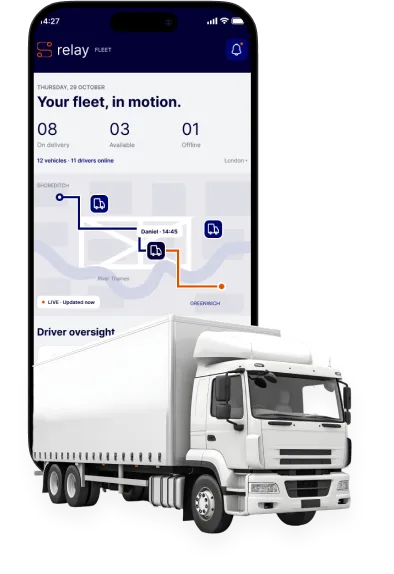 14:27
relay FLEET
THURSDAY, 29 OCTOBER
Your fleet, in motion.
08 03 01
On delivery Available Offline
12 vehicles · 11 drivers online London
SHOREDITCH
Daniel · 14:45
River Thames
GREENWICH
LIVE · Updated now
Driver oversight